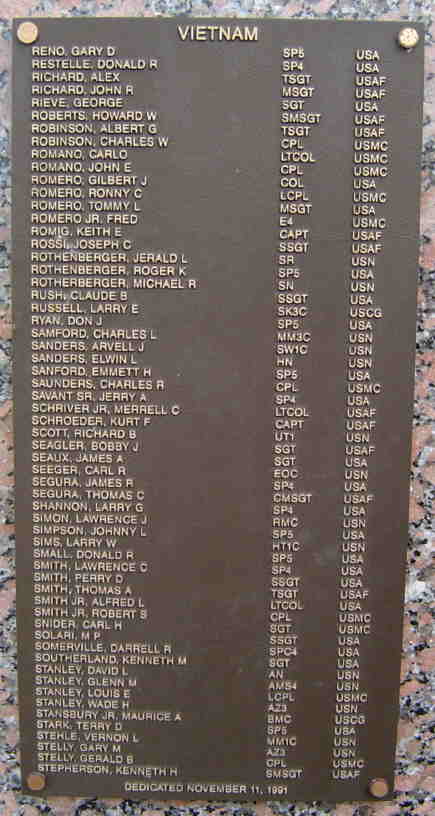 VIETNAM
RENO, GARY D SP5 USA
RESTELLE, DONALD R SP4 USA
RICHARD, ALEX TSGT USAF
RICHARD, JOHN R MSGT USAF
RIEVE, GEORGE SGT USA
ROBERTS, HOWARD W SMSGT USAF
ROBINSON, ALBERT G TSGT USAF
ROBINSON, CHARLES W CPL USMC
ROMANO, CARLO LTCOL USMC
ROMANO, JOHN E CPL USMC
ROMERO, GILBERT J COL USA
ROMERO, RONNY C LCPL USMC
ROMERO, TOMMY L MSGT USA
ROMERO JR, FRED E4 USMC
ROMIG, KEITH E CAPT USAF
ROSSI, JOSEPH C SSGT USAF
ROTHENBERGER, JERALD L SR USN
ROTHENBERGER, ROGER K SP5 USA
ROTHERBERGER, MICHAEL R SN USN
RUSH, CLAUDE B SSGT USA
RUSSELL, LARRY E SK3C USCG
RYAN, DON J SP5 USA
SAMFORD, CHARLES L MM3C USN
SANDERS, ARVELL J SW1C USN
SANDERS, ELWIN L HN USN
SANFORD, EMMETT H SP5 USA
SAUNDERS, CHARLES R CPL USMC
SAVANT SR, JERRY A SP4 USA
SCHRIVER JR, MERRELL C LTCOL USAF
SCHROEDER, KURT F CAPT USAF
SCOTT, RICHARD B UT1 USN
SEAGLER, BOBBY J SGT USAF
SEAUX, JAMES A SGT USA
SEEGER, CARL R EOC USN
SEGURA, JAMES R SP4 USA
SEGURA, THOMAS C CMSGT USAF
SHANNON, LARRY G SP4 USA
SIMON, LAWRENCE J RMC USN
SIMPSON, JOHNNY L SP5 USA
SIMS, LARRY W HT1C USN
SMALL, DONALD R SP5 USA
SMITH, LAWRENCE C SP4 USA
SMITH, PERRY D SSGT USA
SMITH, THOMAS A TSGT USAF
SMITH JR, ALFRED L LTCOL USA
SMITH JR, ROBERT S CPL USMC
SNIDER, CARL H SGT USMC
SOLARI, M P SSGT USA
SOMERVILLE, DARRELL R SPC4 USA
SOUTHERLAND, KENNETH M SGT USA
STANLEY, DAVID L AN USN
STANLEY, GLENN M AMS4 USN
STANLEY, LOUIS E LCPL USMC
STANLEY, WADE H AZ3 USN
STANSBURY JR, MAURICE A BMC USCG
STARK, TERRY D SP5 USA
STEHLE, VERNON L MM1C USN
STELLY, GARY M AZ3 USN
STELLY, GERALD B CPL USMC
STEPHERSON, KENNETH H SMSGT USAF
DEDICATED NOVEMBER 11, 1991